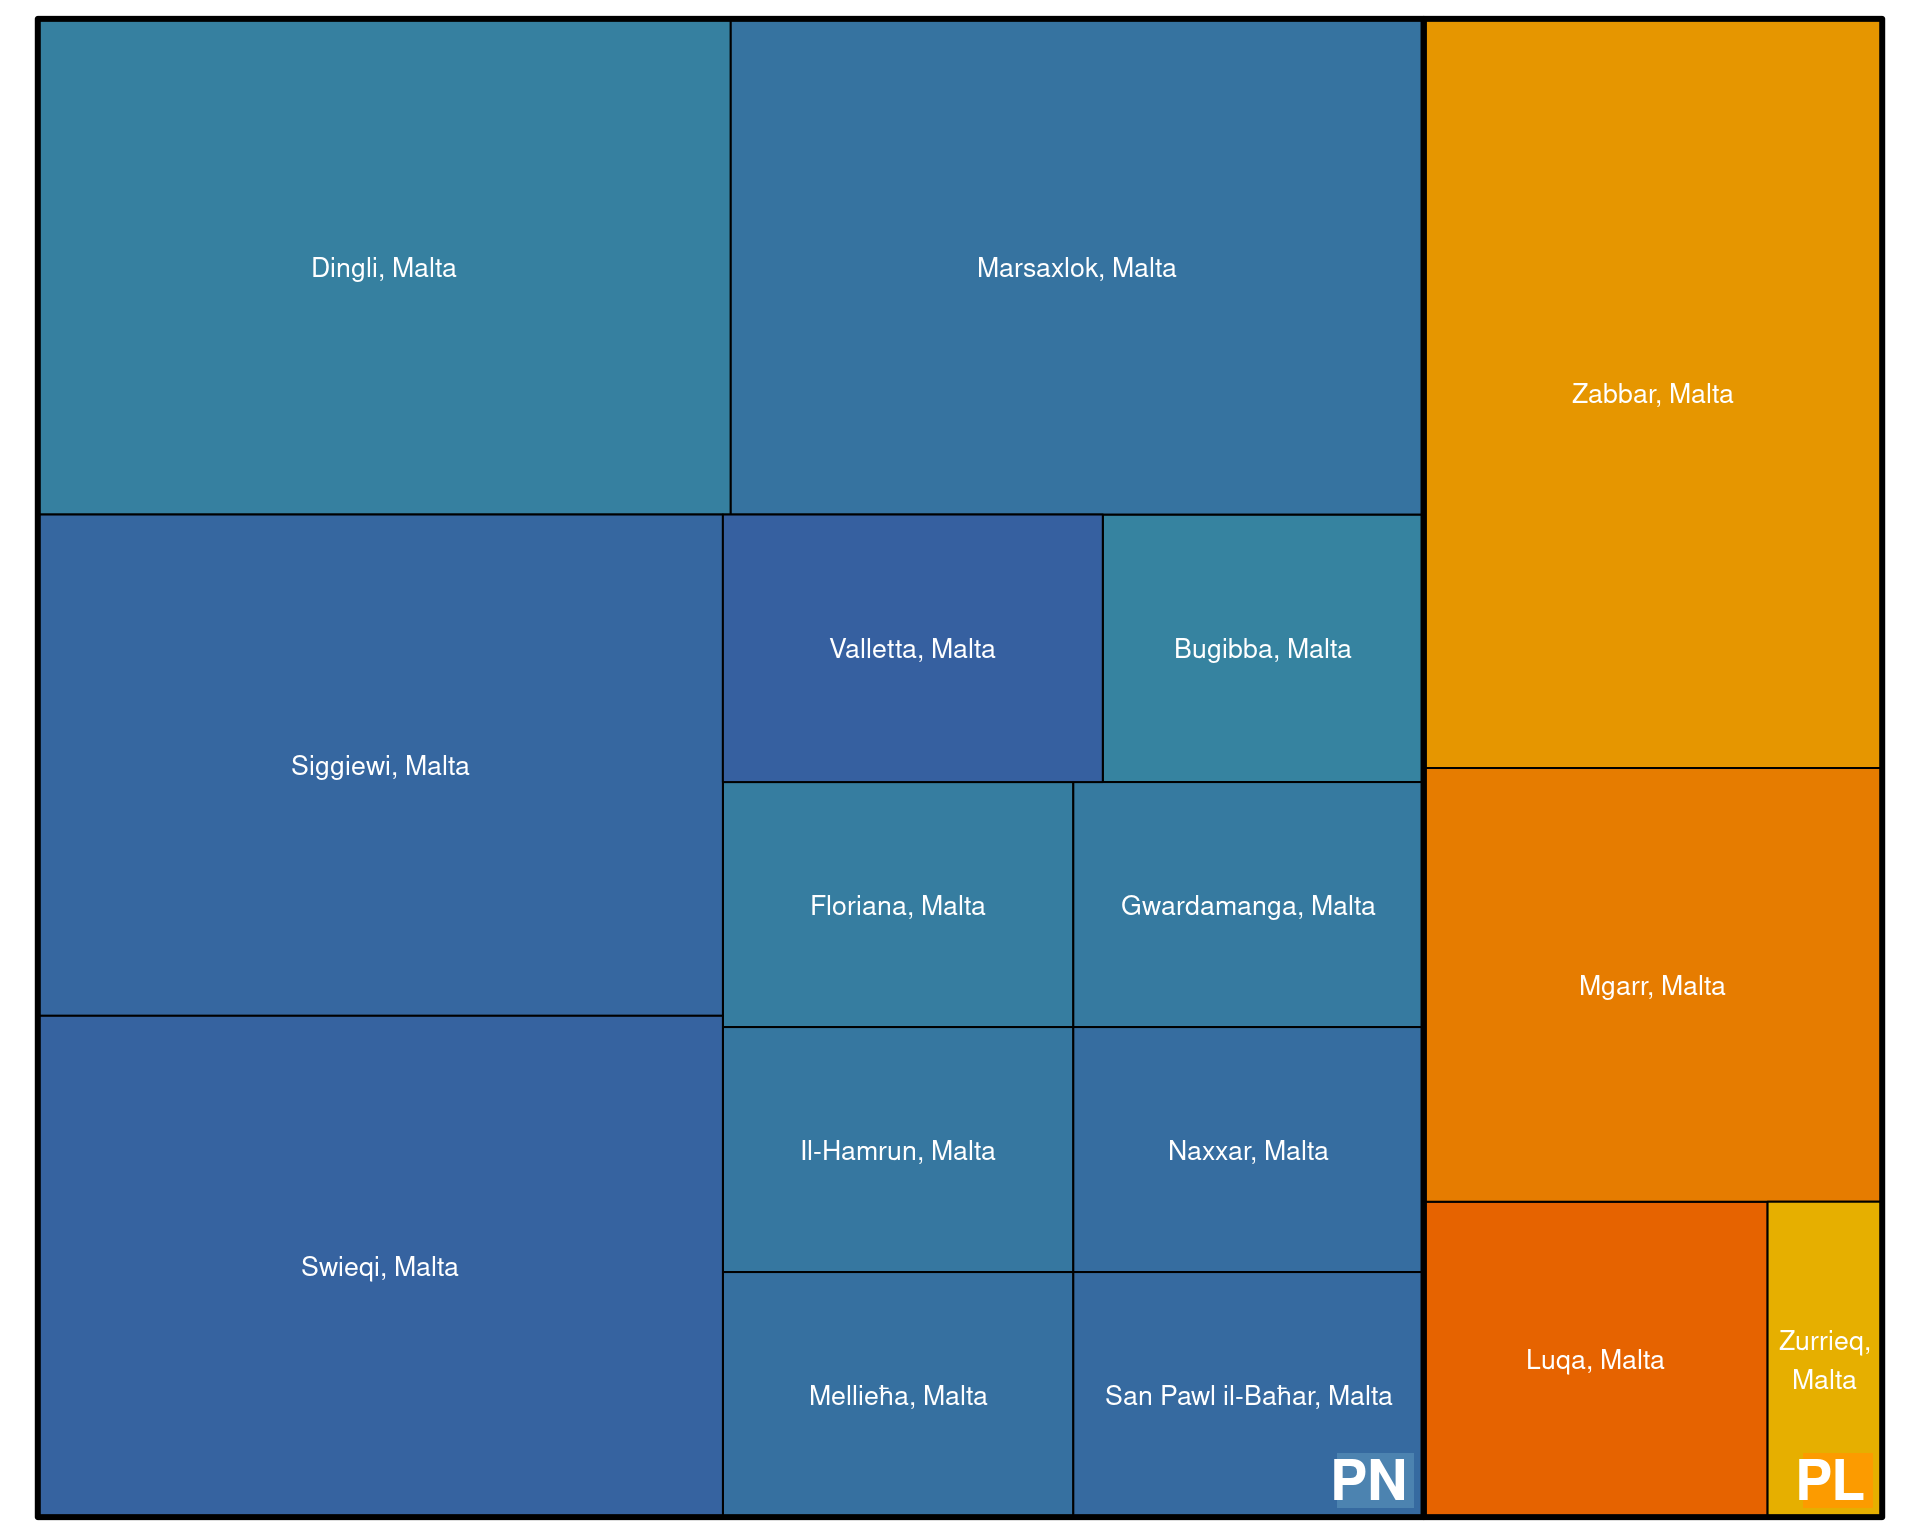 Dingli, Malta
Marsaxlok, Malta
Zabbar, Malta
Siggiewi, Malta
Valletta, Malta
Bugibba, Malta
Floriana, Malta
Gwardamanga, Malta
Mgarr, Malta
Swieqi, Malta
Il-Hamrun, Malta
Naxxar, Malta
Mellieħa, Malta
San Pawl il-Baħar, Malta
Luqa, Malta
Zurrieq,
Malta
PN
PL